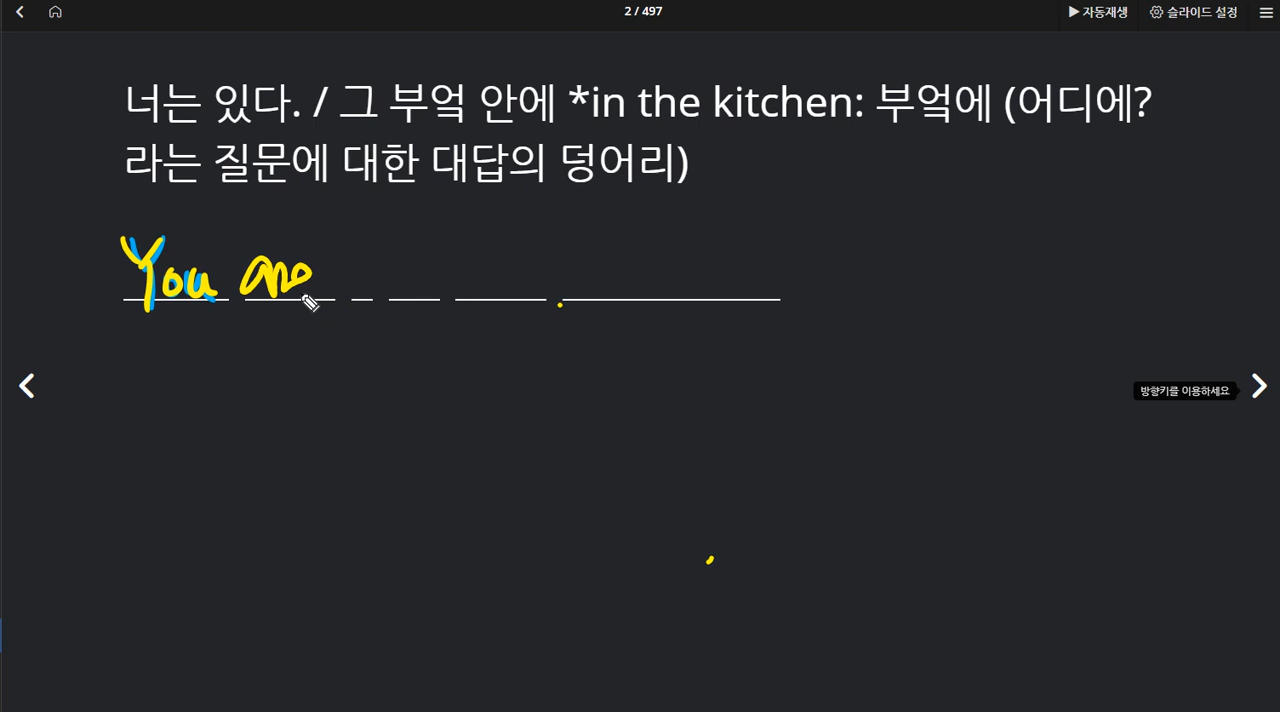 2 / 497
자동재생
슬라이드 설정
너는 있다. / 그 부엌 안에 *in the kitchen: 부엌에 (어디에?
라는 질문에 대한 대답의 덩어리)
You are
방향키를 이용하세요